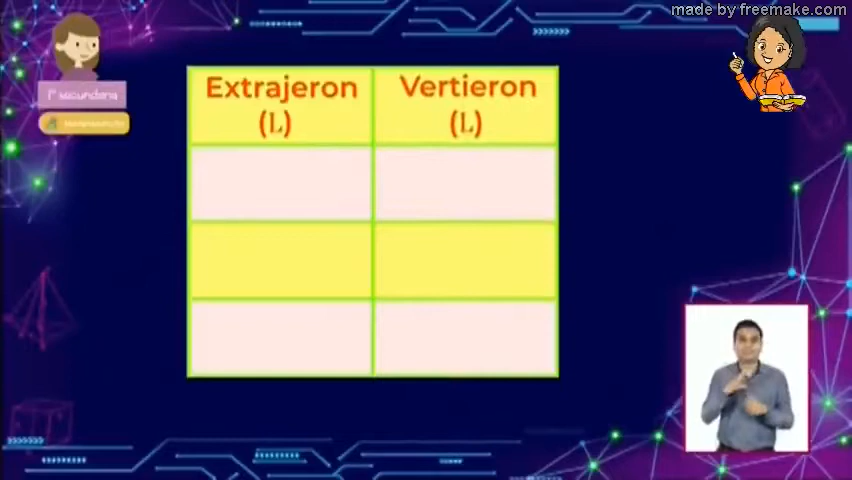 made by freemake.com
1° secundaria
Extrajeron Vertieron
(L) (L)